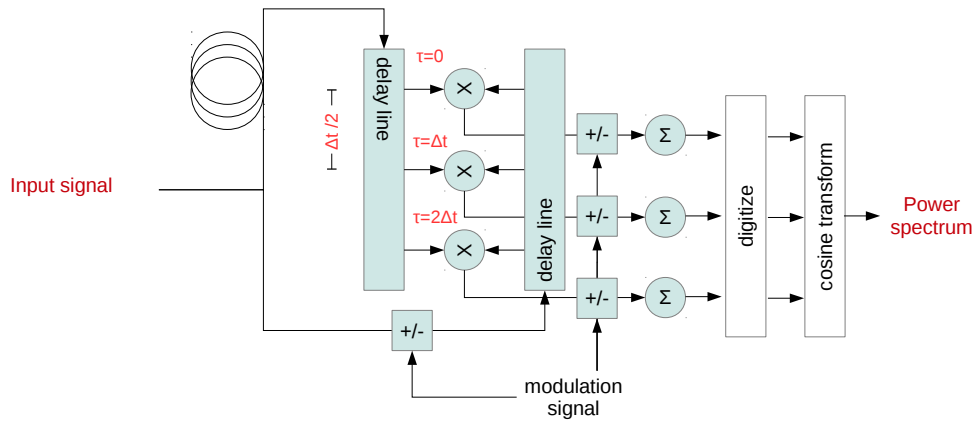 τ=0
delay line
X
Δt /2
+/-
Σ
τ=Δt
X
Input signal
digitize
cosine transform
Power
spectrum
τ=2Δt
+/-
Σ
delay line
X
+/-
Σ
+/-
modulation
signal